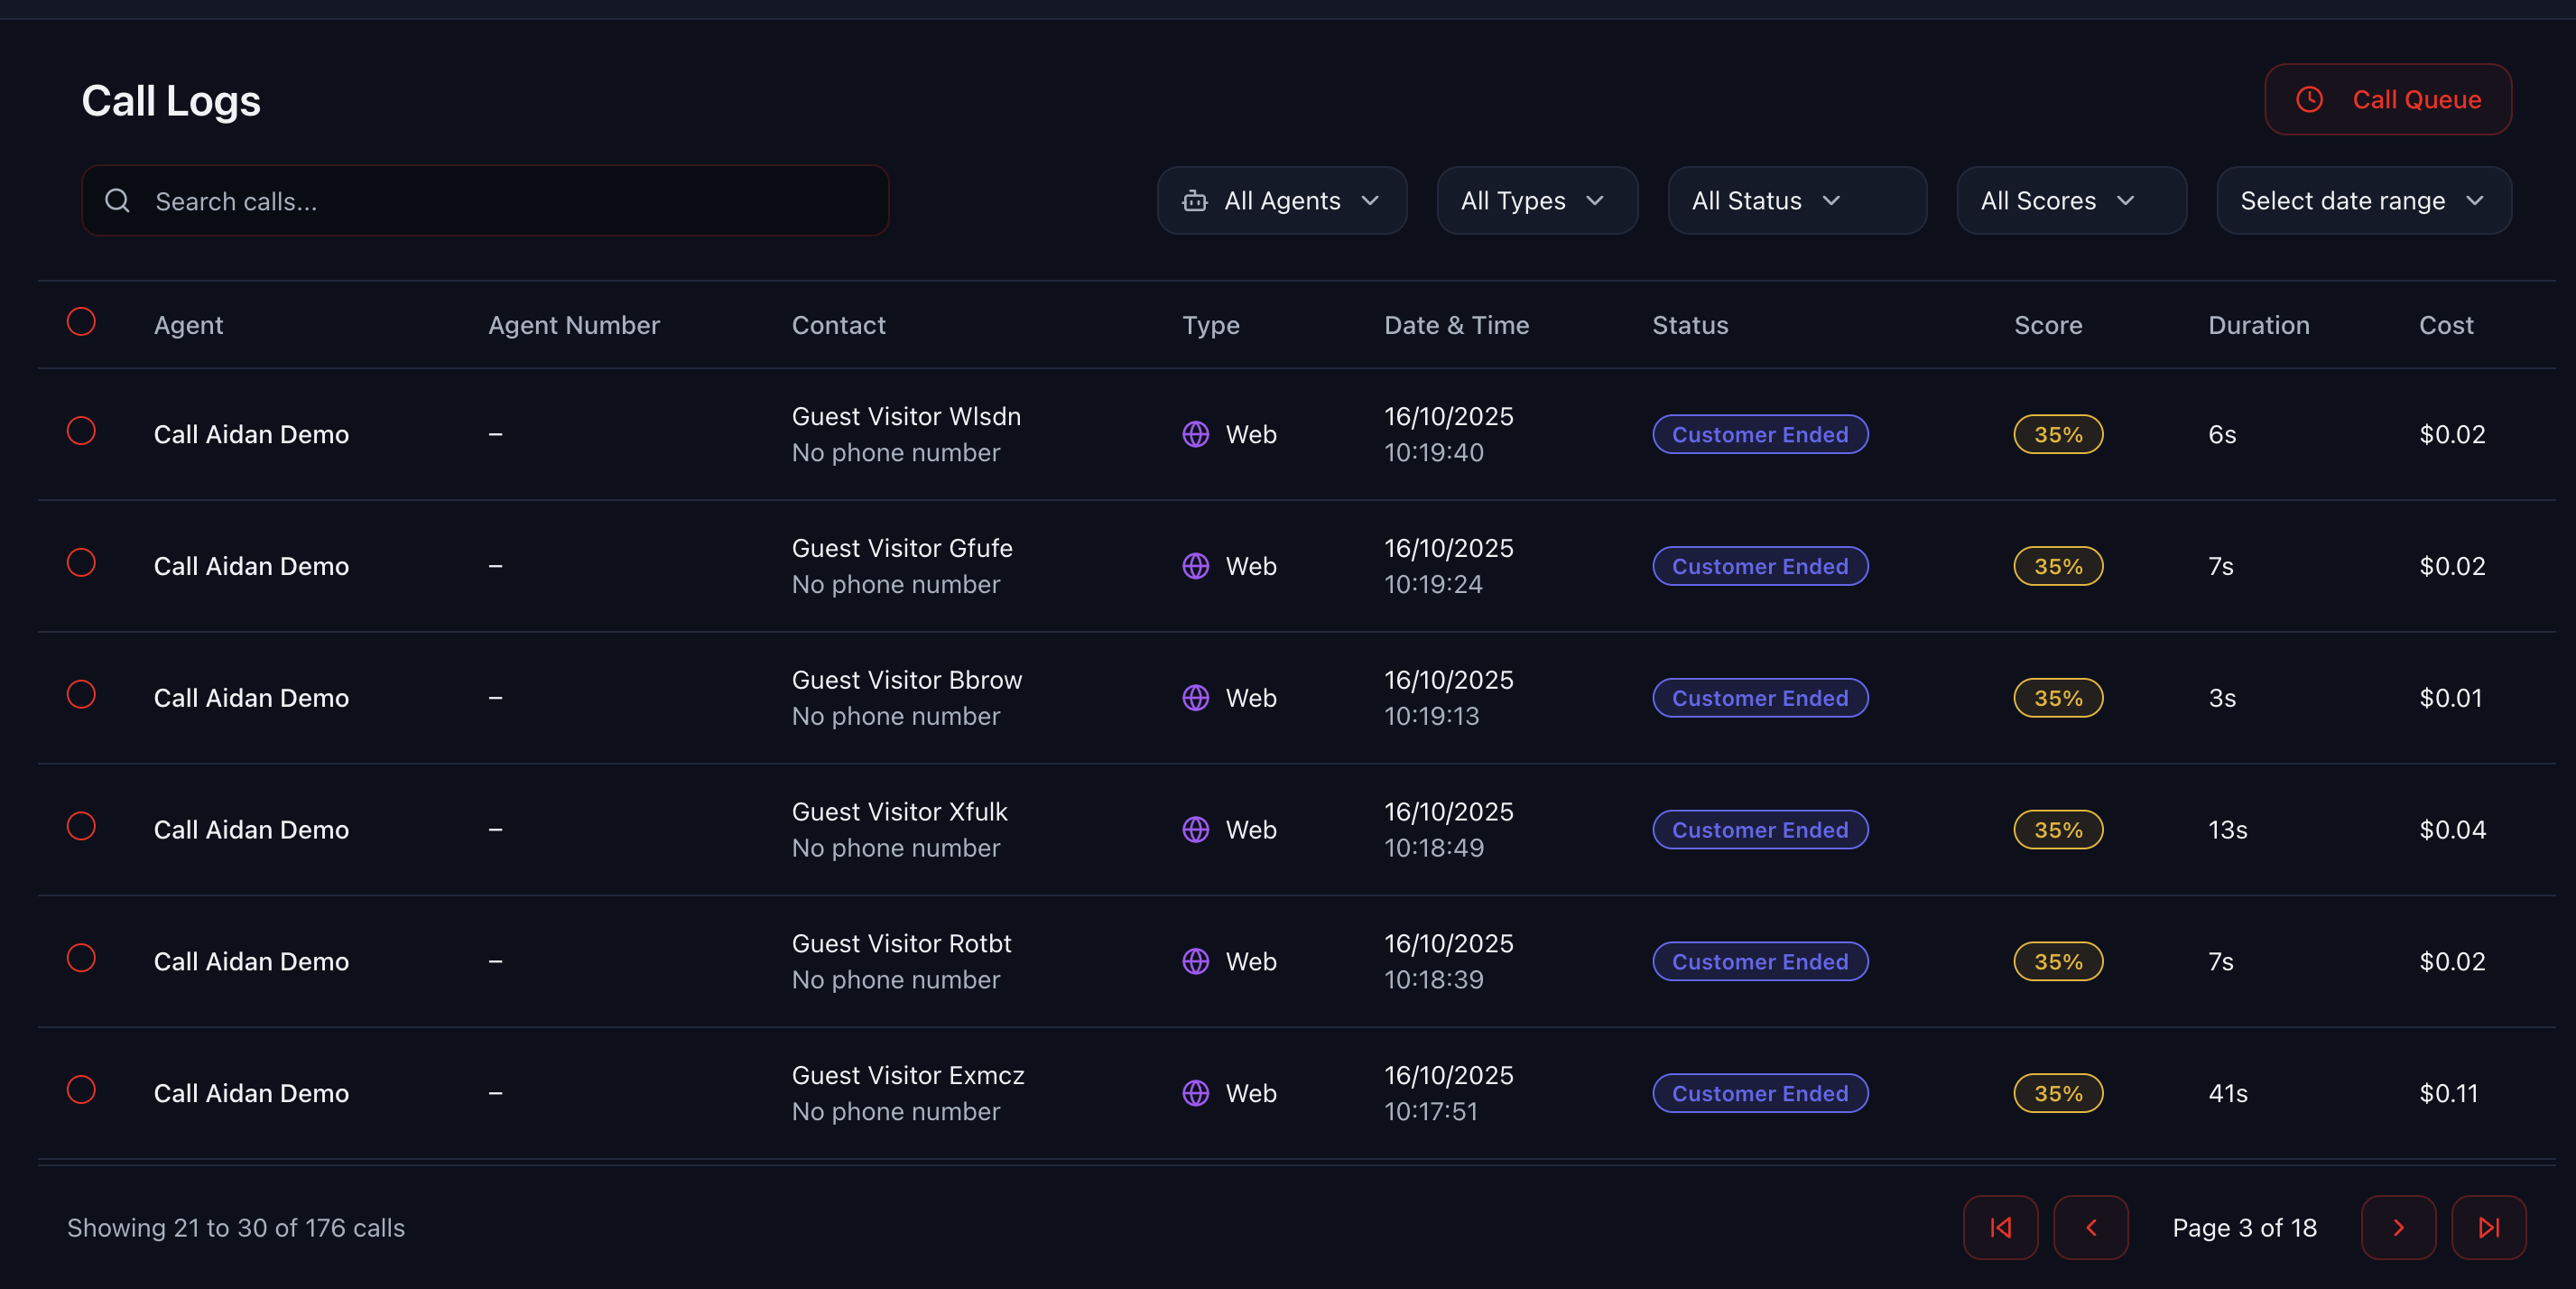 Call Logs
Call Queue
Search calls...
All Agents
All Types
All Status
All Scores
Select date range
Agent Agent Number Contact Type Date & Time Status Score Duration Cost
Call Aidan Demo – Guest Visitor Wlsdn Web 16/10/2025 Customer Ended 35% 6s $0.02
No phone number 10:19:40
Call Aidan Demo – Guest Visitor Gfufe Web 16/10/2025 Customer Ended 35% 7s $0.02
No phone number 10:19:24
Call Aidan Demo – Guest Visitor Bbrow Web 16/10/2025 Customer Ended 35% 3s $0.01
No phone number 10:19:13
Call Aidan Demo – Guest Visitor Xfulk Web 16/10/2025 Customer Ended 35% 13s $0.04
No phone number 10:18:49
Call Aidan Demo – Guest Visitor Rotbt Web 16/10/2025 Customer Ended 35% 7s $0.02
No phone number 10:18:39
Call Aidan Demo – Guest Visitor Exmcz Web 16/10/2025 Customer Ended 35% 41s $0.11
No phone number 10:17:51
Showing 21 to 30 of 176 calls
Page 3 of 18